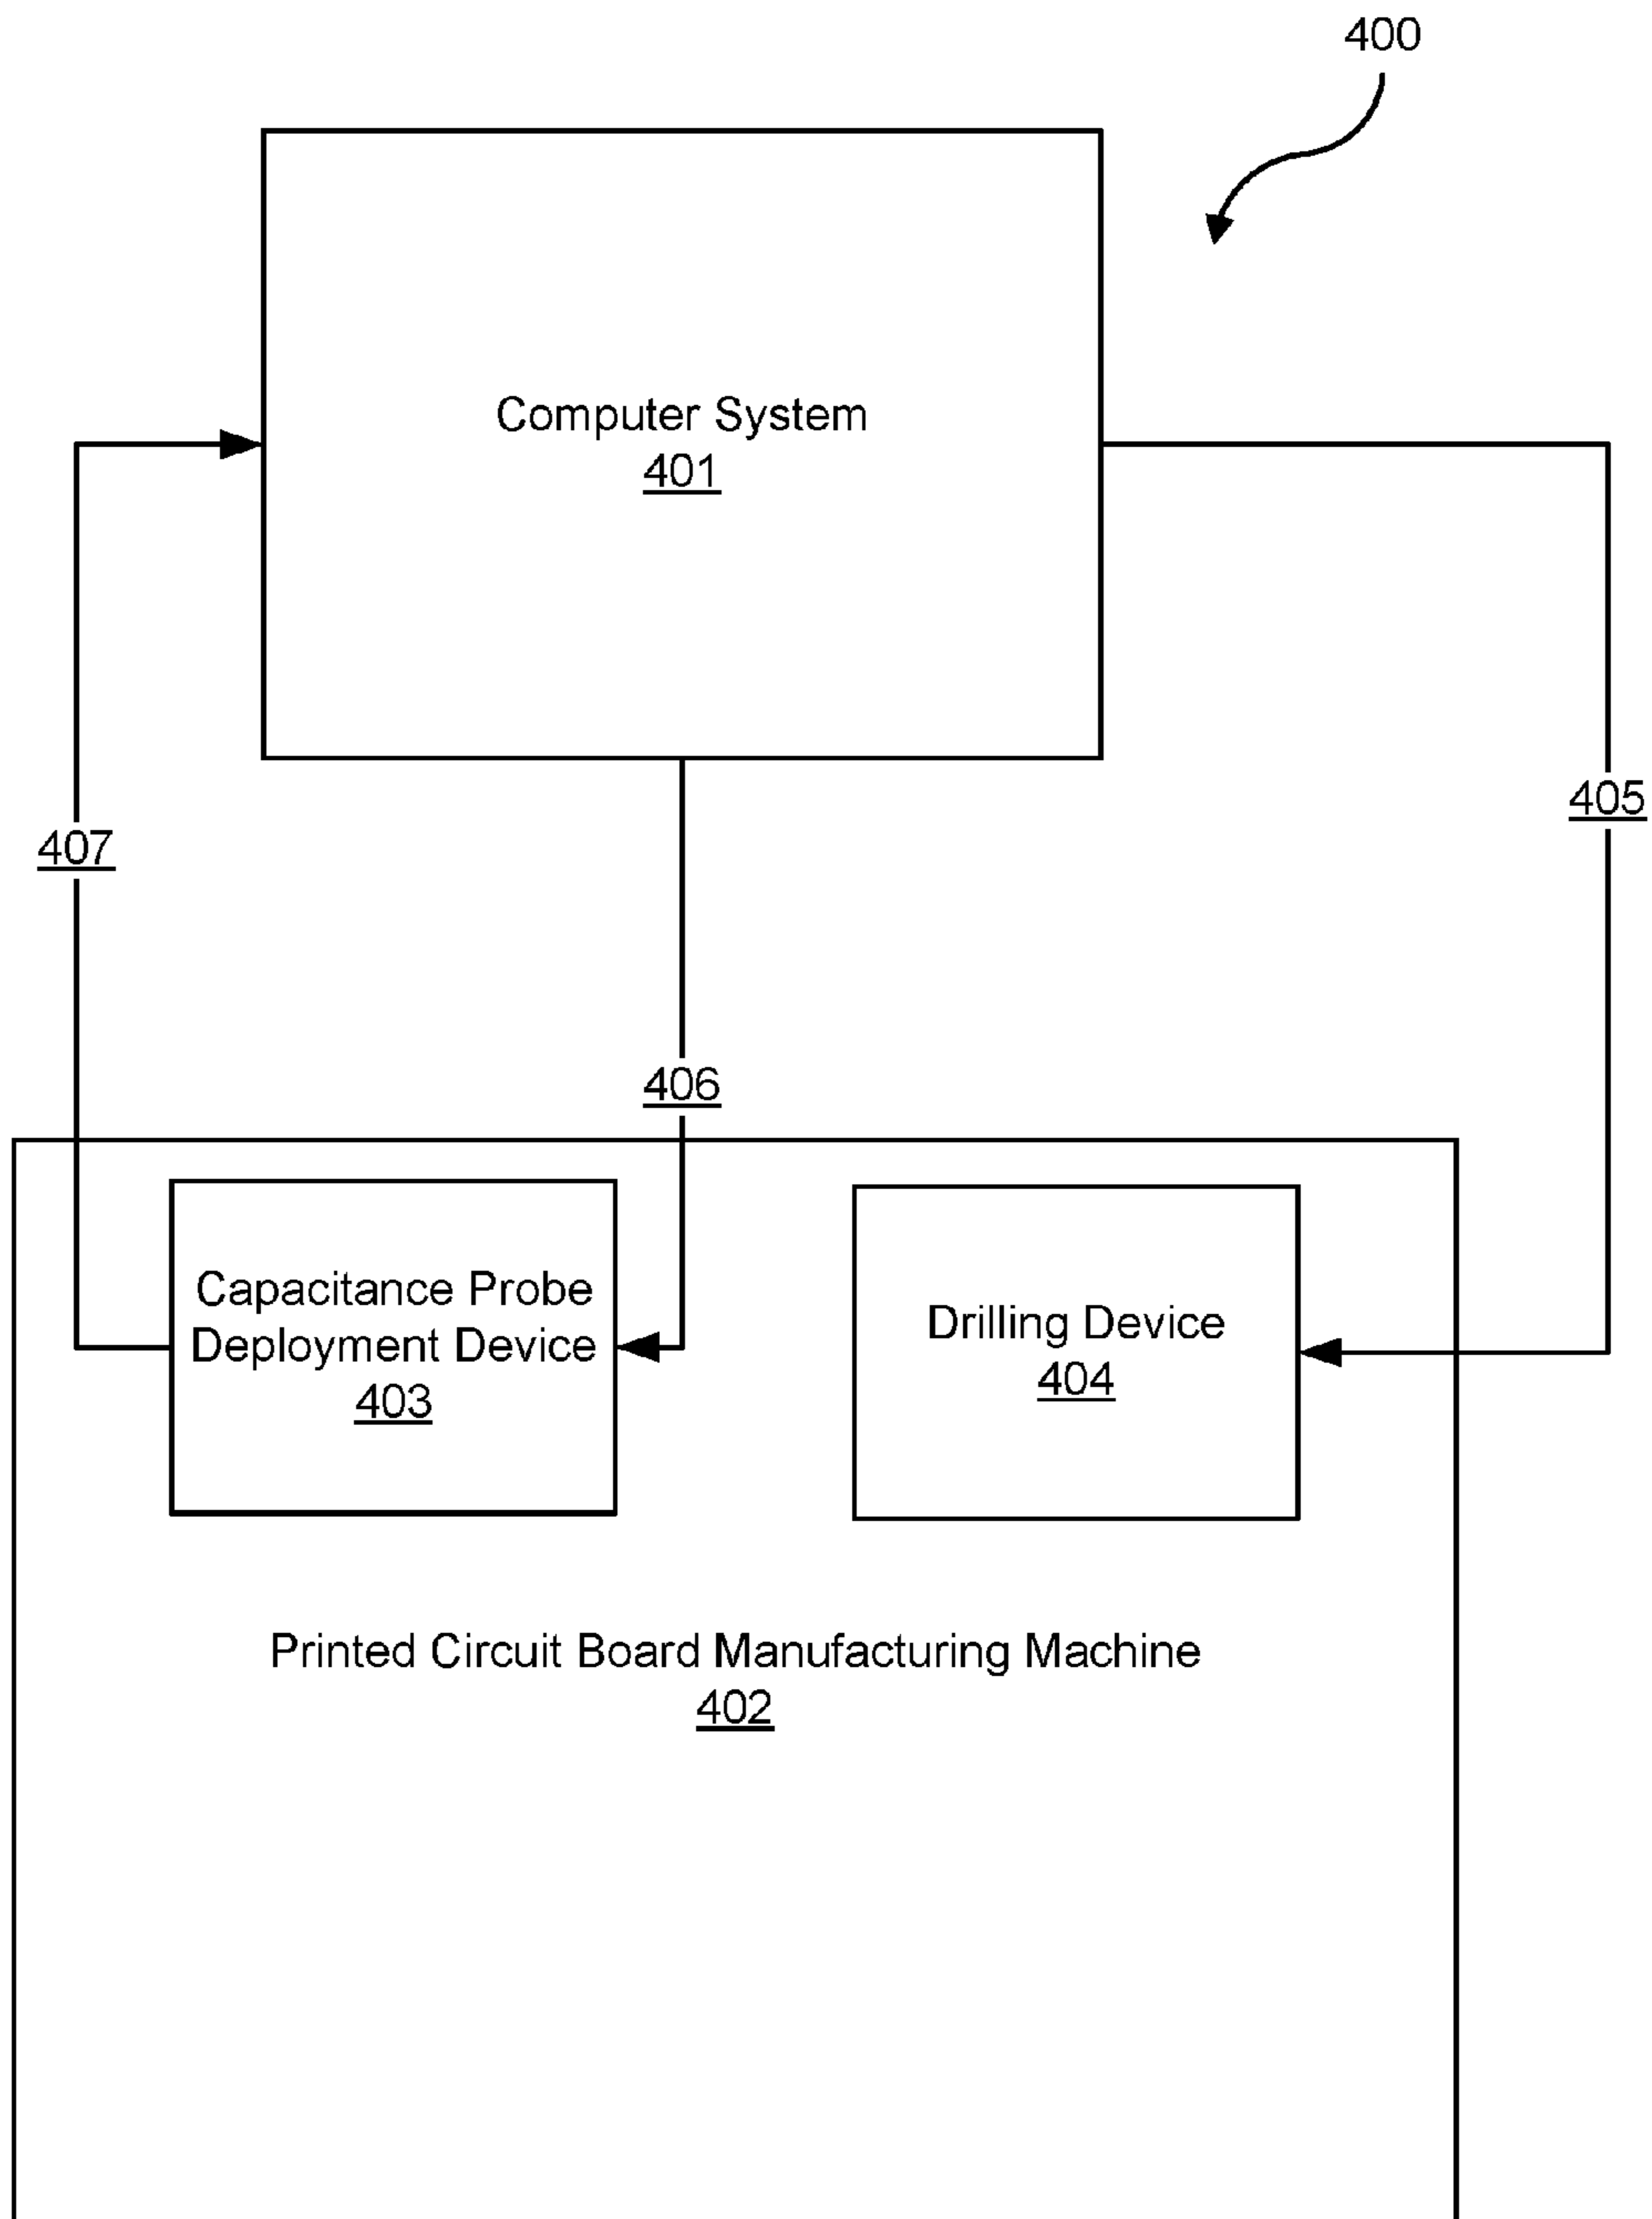 400
Computer System
401
405
407
406
Capacitance Probe
Deployment Device
403
Drilling Device
404
Printed Circuit Board Manufacturing Machine
402